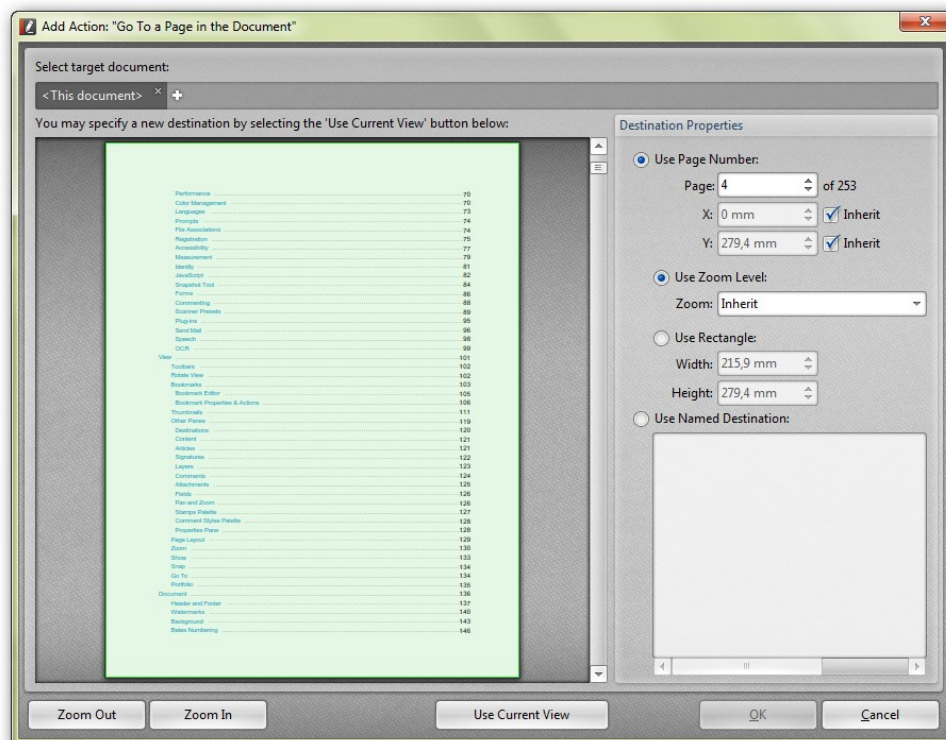 Add Action: "Go To a Page in the Document"
Select target document:
<This document>
You may specify a new destination by selecting the 'Use Current View' button below:
Performance 70
Color Management 70
Languages 73
Prompts 74
File Associations 74
Registration 75
Accessibility 77
Measurement 79
Identity 81
JavaScript 82
Snapshot Tool 84
Forms 86
Commenting 88
Scanner Presets 89
Plug-ins 95
Send Mail 96
Speech 98
OCR 99
View 101
Toolbars 102
Rotate View 102
Bookmarks 103
Bookmark Editor 105
Bookmark Properties & Actions 106
Thumbnails 111
Other Panes 119
Destinations 120
Content 121
Articles 121
Signatures 122
Layers 123
Comments 124
Attachments 125
Fields 126
Pan and Zoom 126
Stamps Palette 127
Comment Styles Palette 128
Properties Pane 128
Page Layout 129
Zoom 130
Show 133
Snap 134
Go To 134
Portfolio 135
Document 136
Header and Footer 137
Watermarks 140
Background 143
Bates Numbering 146
Destination Properties
Use Page Number:
Page: 4 of 253
X: 0 mm Inherit
Y: 279,4 mm Inherit
Use Zoom Level:
Zoom: Inherit
Use Rectangle:
Width: 215,9 mm
Height: 279,4 mm
Use Named Destination:
Zoom Out Zoom In Use Current View OK Cancel